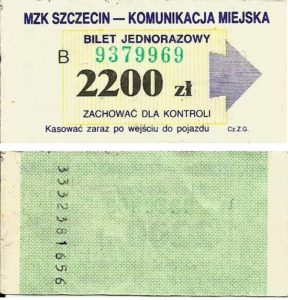 MZK SZCZECIN — KOMUNIKACJA MIEJSKA
BILET JEDNORAZOWY
B 9379969
2200 zł
ZACHOWAĆ DLA KONTROLI
Kasować zaraz po wejściu do pojazdu
Cz.Z.G.
3332381656